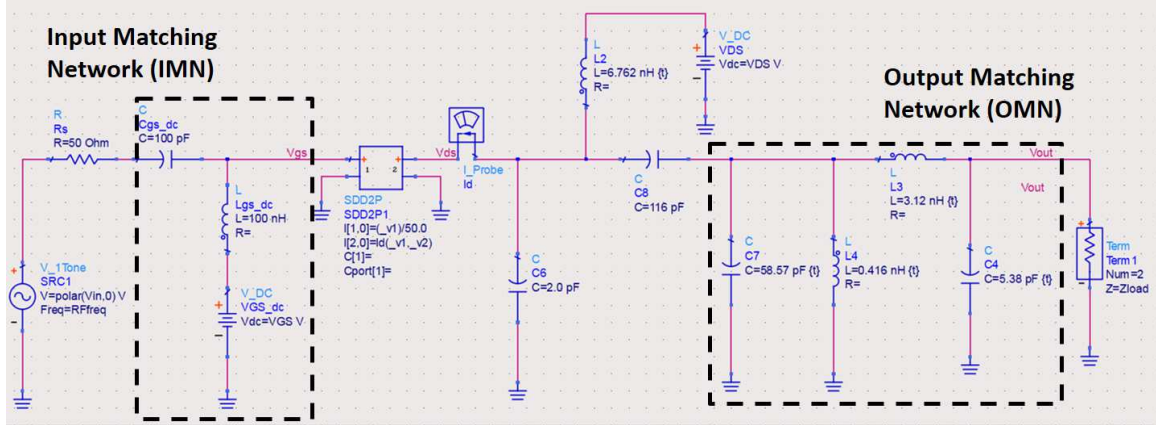 Input Matching
Network (IMN)
R
Rs
R=50 Ohm
C
Cgs_dc
C=100 pF
Vgs
L
Lgs_dc
L=100 nH
R=
V_DC
VGS_dc
Vdc=VGS V
V_1Tone
SRC1
V=polar(Vin,0) V
Freq=RFfreq
1
2
SDD2P
SDD2P1
I[1,0]=(_v1)/50.0
I[2,0]=Id(_v1,_v2)
C[1]=
Cport[1]=
Vds
I_Probe
Id
C
C6
C=2.0 pF
L
L2
L=6.762 nH {t}
R=
V_DC
VDS
Vdc=VDS V
C
C8
C=116 pF
Output Matching
Network (OMN)
C
C7
C=58.57 pF {t}
L
L4
L=0.416 nH {t}
R=
L
L3
L=3.12 nH {t}
R=
C
C4
C=5.38 pF {t}
Vout
Vout
Term
Term1
Num=2
Z=Zload